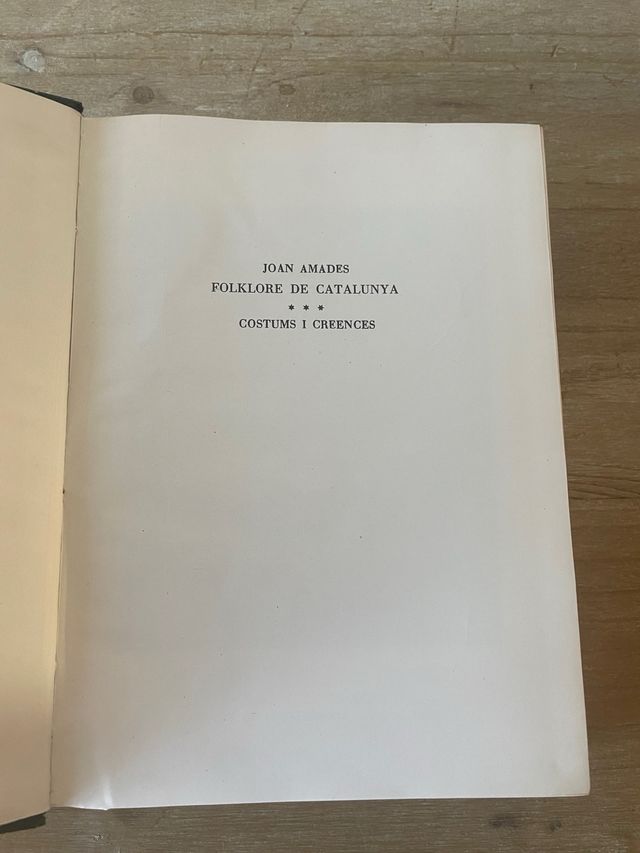 JOAN AMADES
FOLKLORE DE CATALUNYA
* * *
COSTUMS I CREENCES